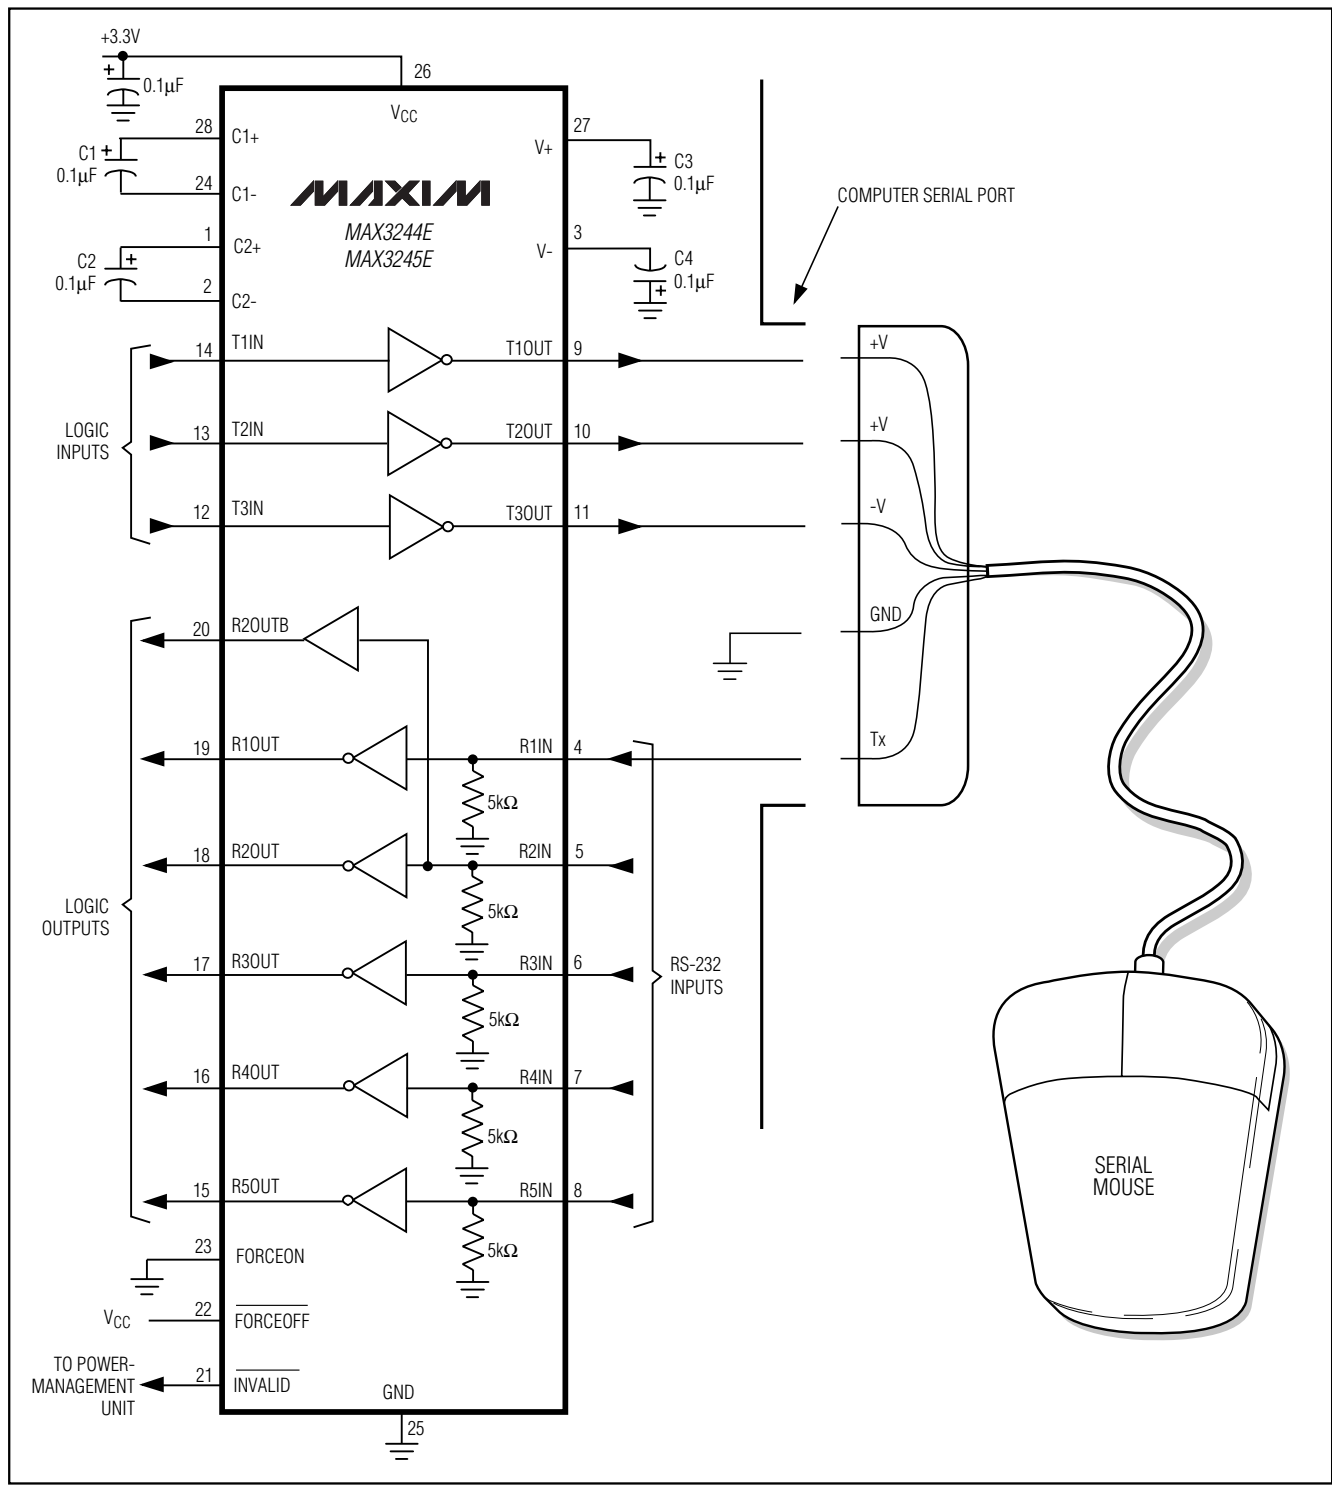 +3.3V
+
0.1µF
26
VCC
28
C1+
C1
+
0.1µF
24
C1-
27
V+
+
C3
0.1µF
MAXIM
MAX3244E
MAX3245E
COMPUTER SERIAL PORT
1
C2+
C2
+
0.1µF
2
C2-
3
V-
C4
0.1µF
+
LOGIC
INPUTS
14
T1IN
T1OUT
9
+V
13
T2IN
T2OUT
10
+V
12
T3IN
T3OUT
11
-V
20
R2OUTB
GND
19
R1OUT
R1IN
4
Tx
5kΩ
18
R2OUT
R2IN
5
5kΩ
LOGIC
OUTPUTS
17
R3OUT
R3IN
6
5kΩ
RS-232
INPUTS
16
R4OUT
R4IN
7
5kΩ
15
R5OUT
R5IN
8
5kΩ
SERIAL
MOUSE
23
FORCEON
VCC
22
FORCEOFF
TO POWER-
MANAGEMENT
UNIT
21
INVALID
GND
25